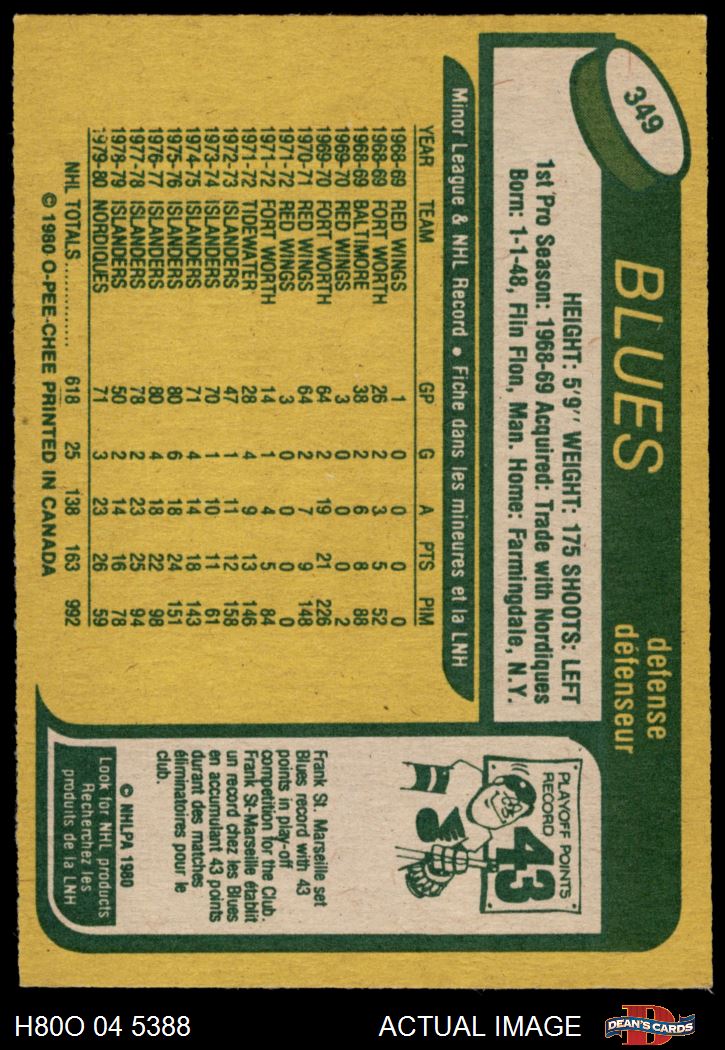 349
BLUES
defense
défenseur
HEIGHT: 5'9'' WEIGHT: 175 SHOOTS: LEFT
1st Pro Season: 1968-69 Acquired: Trade with Nordiques
Born: 1-1-48, Flin Flon, Man. Home: Farmingdale, N.Y.
Minor League & NHL Record • Fiche dans les mineures et la LNH
YEAR TEAM GP G A PTS PIM
1968-69 RED WINGS 1 0 0 0 0
1968-69 FORT WORTH 26 2 3 5 52
1968-69 BALTIMORE 38 2 6 8 88
1969-70 RED WINGS 3 0 0 0 2
1969-70 FORT WORTH 64 2 19 21 226
1970-71 RED WINGS 64 2 7 9 148
1971-72 RED WINGS 3 0 0 0 0
1971-72 FORT WORTH 14 1 4 5 84
1971-72 TIDEWATER 28 4 9 13 146
1972-73 ISLANDERS 47 1 11 12 158
1973-74 ISLANDERS 70 1 10 11 61
1974-75 ISLANDERS 71 4 14 18 143
1975-76 ISLANDERS 80 6 18 24 151
1976-77 ISLANDERS 80 4 18 22 98
1977-78 ISLANDERS 78 2 23 25 94
1978-79 ISLANDERS 50 2 14 16 78
1979-80 NORDIQUES 71 3 23 26 59
NHL TOTALS .............. 618 25 138 163 992
© 1980 O-PEE-CHEE PRINTED IN CANADA
PLAYOFF POINTS
RECORD
43
Frank St. Marseille set
Blues record with 43
points in play-off
competition for the Club.
Frank St-Marseille établit
un record chez les Blues
en accumulant 43 points
durant des matches
éliminatoires pour le
club.
© NHLPA 1980
Look for NHL products
Recherchez les
produits de la LNH
H80O 04 5388
ACTUAL IMAGE
D
DEAN'S CARDS